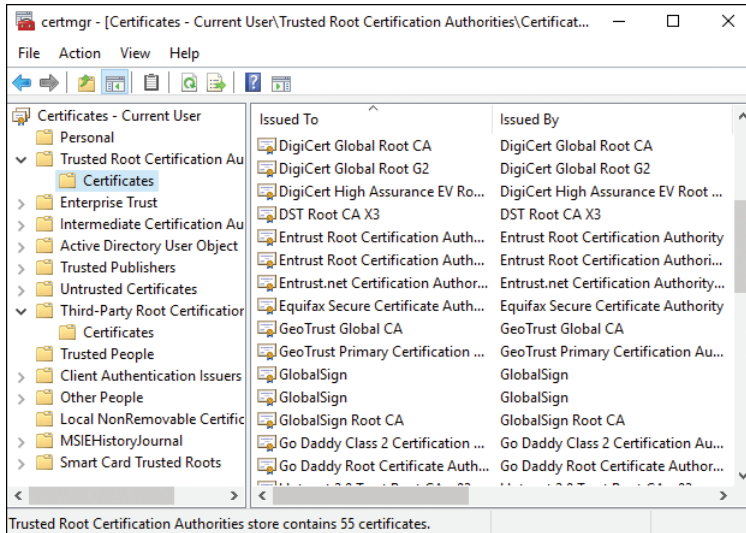 certmgr - [Certificates - Current User\Trusted Root Certification Authorities\Certificat...
File Action View Help
Certificates - Current User
Personal
Trusted Root Certification Au
Certificates
Enterprise Trust
Intermediate Certification Au
Active Directory User Object
Trusted Publishers
Untrusted Certificates
Third-Party Root Certification
Certificates
Trusted People
Client Authentication Issuers
Other People
Local NonRemovable Certific
MSIEHistoryJournal
Smart Card Trusted Roots
Issued To Issued By
DigiCert Global Root CA DigiCert Global Root CA
DigiCert Global Root G2 DigiCert Global Root G2
DigiCert High Assurance EV Ro... DigiCert High Assurance EV Root ...
DST Root CA X3 DST Root CA X3
Entrust Root Certification Auth... Entrust Root Certification Authority
Entrust Root Certification Auth... Entrust Root Certification Authori...
Entrust.net Certification Author... Entrust.net Certification Authority...
Equifax Secure Certificate Auth... Equifax Secure Certificate Authority
GeoTrust Global CA GeoTrust Global CA
GeoTrust Primary Certification ... GeoTrust Primary Certification Au...
GlobalSign GlobalSign
GlobalSign GlobalSign
GlobalSign Root CA GlobalSign Root CA
Go Daddy Class 2 Certification ... Go Daddy Class 2 Certification Au...
Go Daddy Root Certificate Auth... Go Daddy Root Certificate Author...
Trusted Root Certification Authorities store contains 55 certificates.